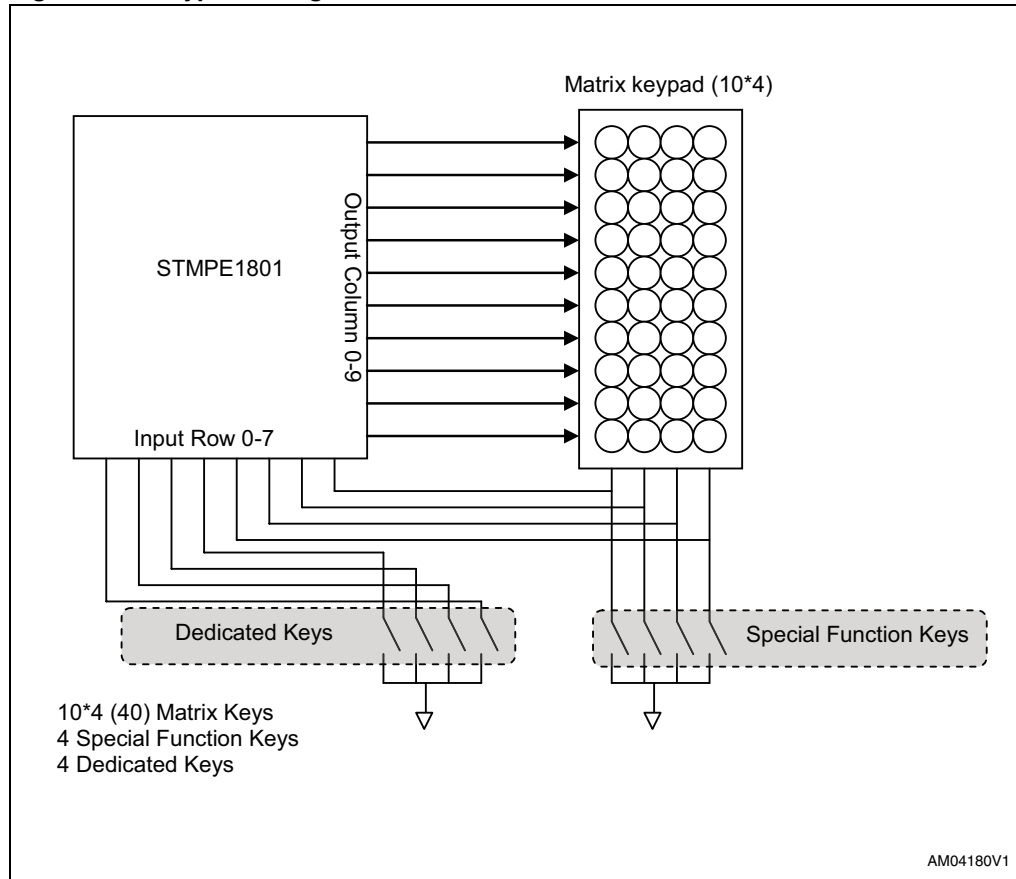 Matrix keypad (10*4)
STMPE1801
Output Column 0-9
Input Row 0-7
Dedicated Keys
Special Function Keys
10*4 (40) Matrix Keys
4 Special Function Keys
4 Dedicated Keys
AM04180V1